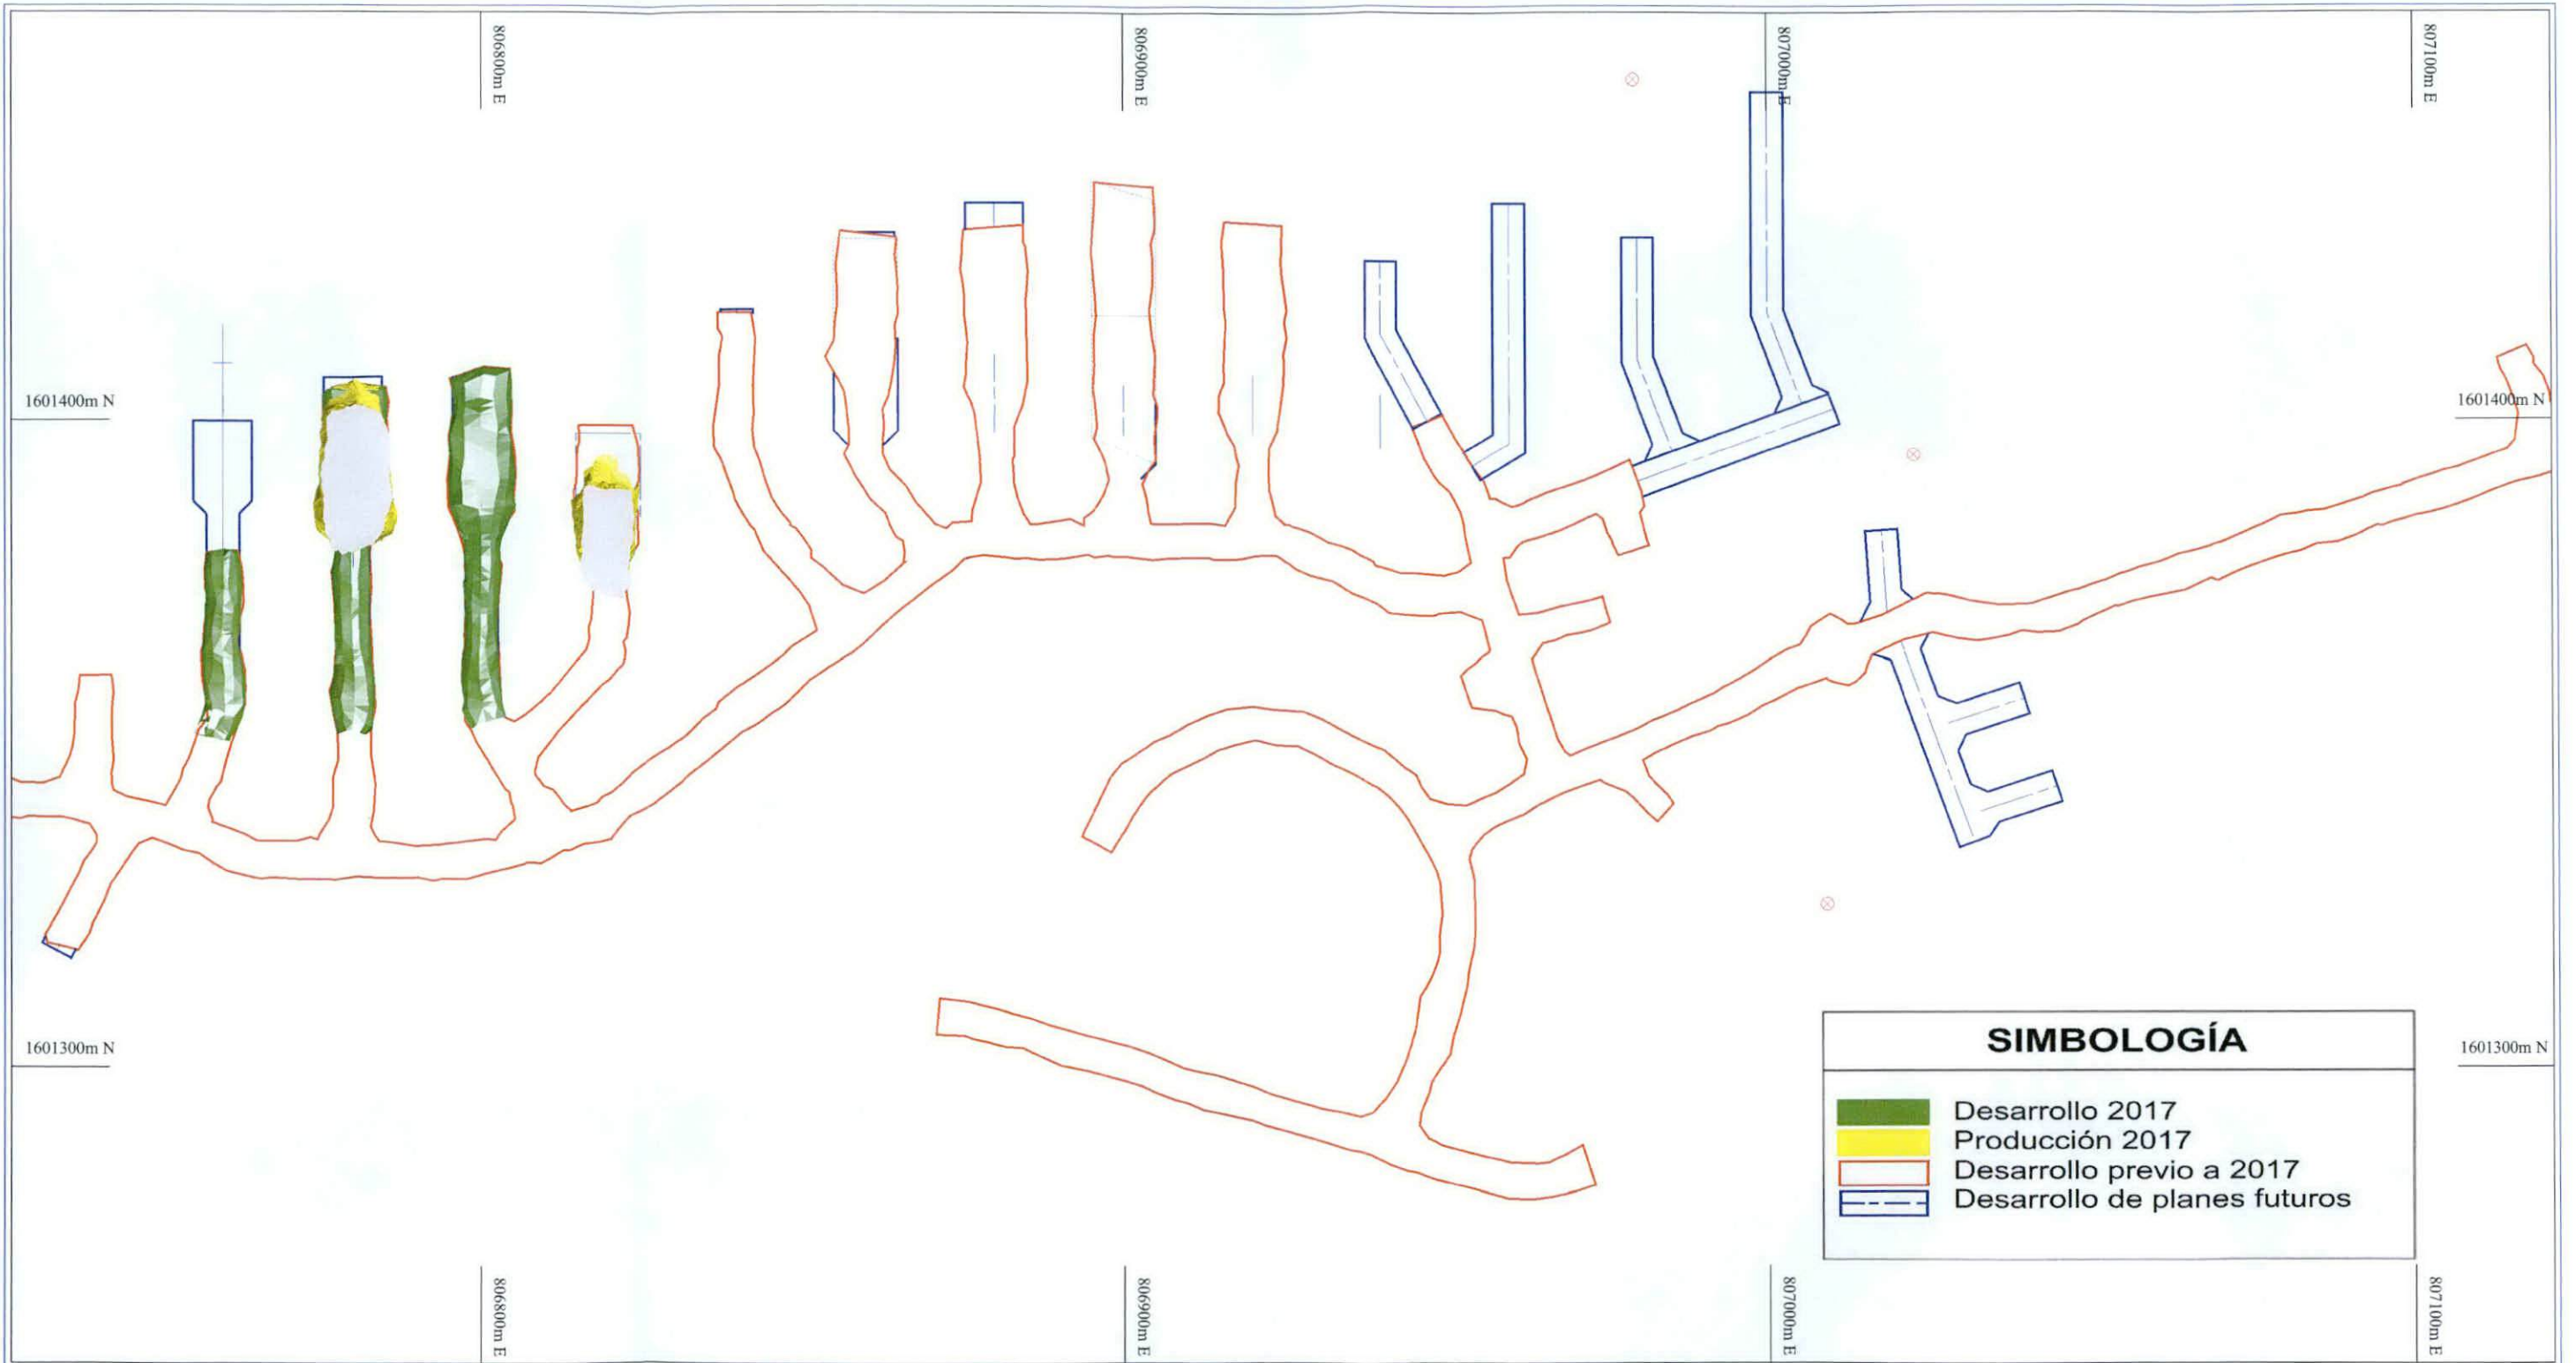 806800m E
806900m E
807000m E
807100m E
1601400m N
1601400m N
1601300m N
1601300m N
SIMBOLOGÍA
Desarrollo 2017
Producción 2017
Desarrollo previo a 2017
Desarrollo de planes futuros
806800m E
806900m E
807000m E
807100m E